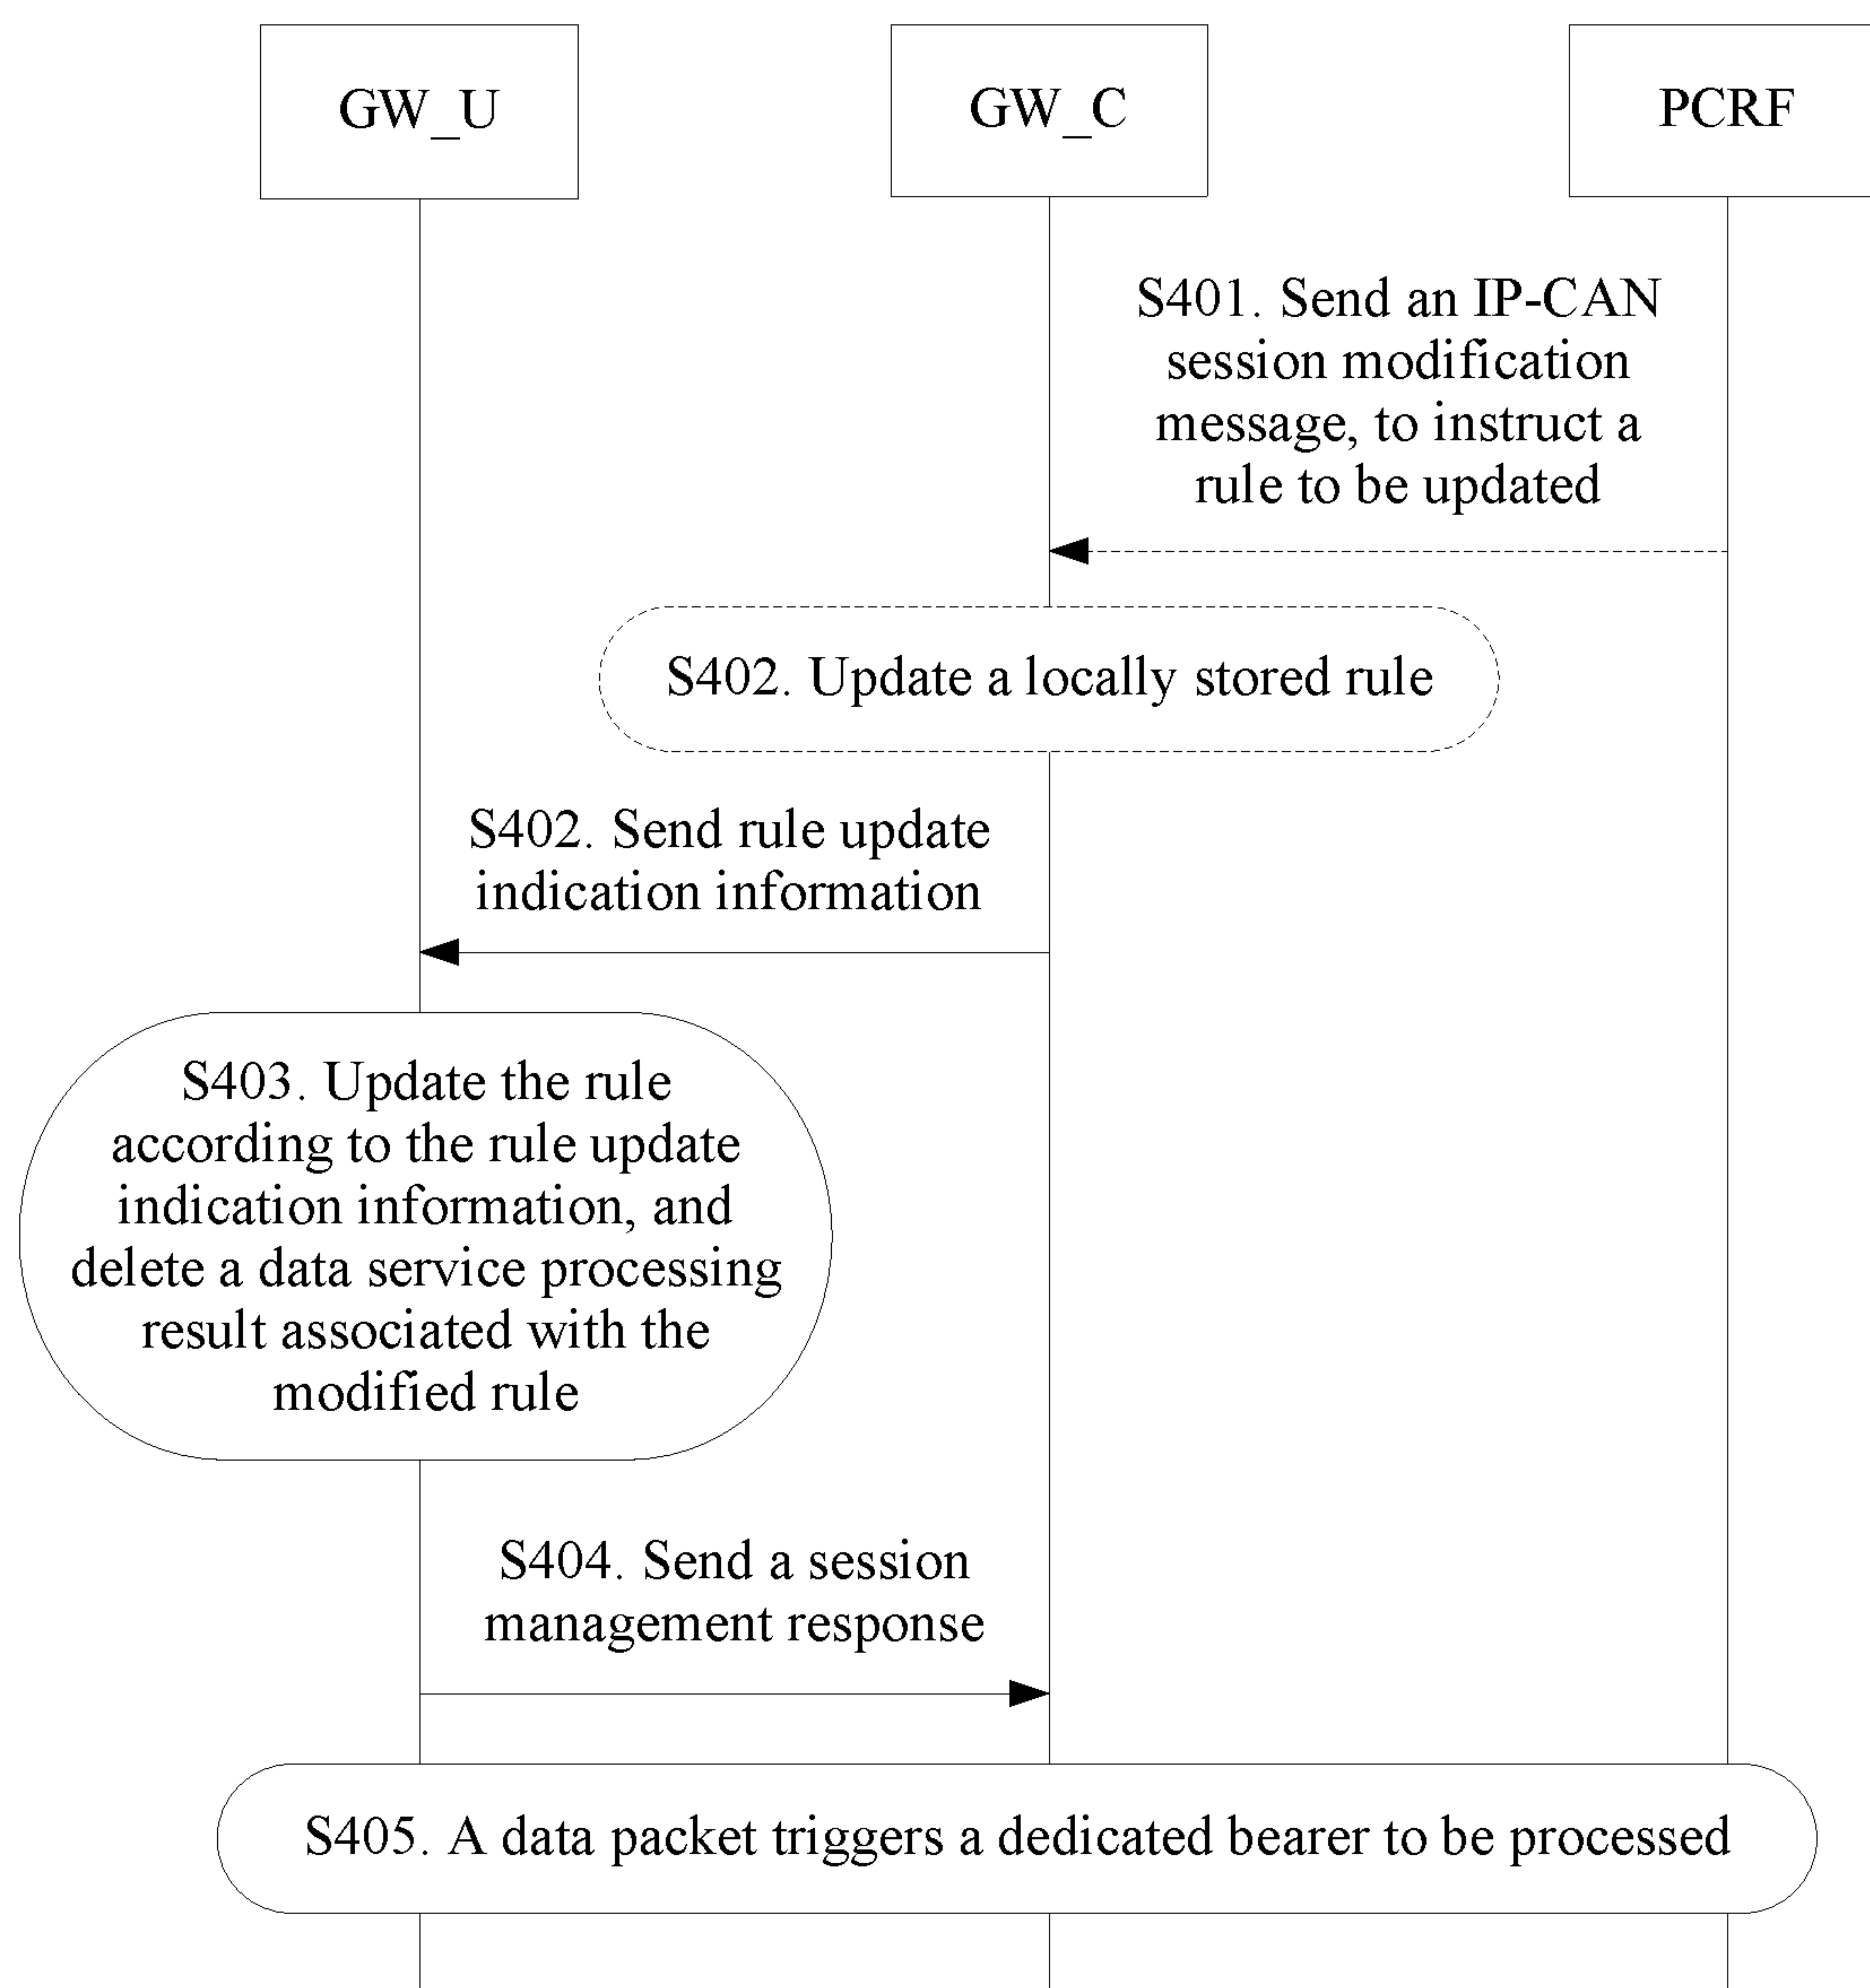 GW_U
GW_C
PCRF
S401. Send an IP-CAN
session modification
message, to instruct a
rule to be updated
S402. Update a locally stored rule
S402. Send rule update
indication information
S403. Update the rule
according to the rule update
indication information, and
delete a data service processing
result associated with the
modified rule
S404. Send a session
management response
S405. A data packet triggers a dedicated bearer to be processed